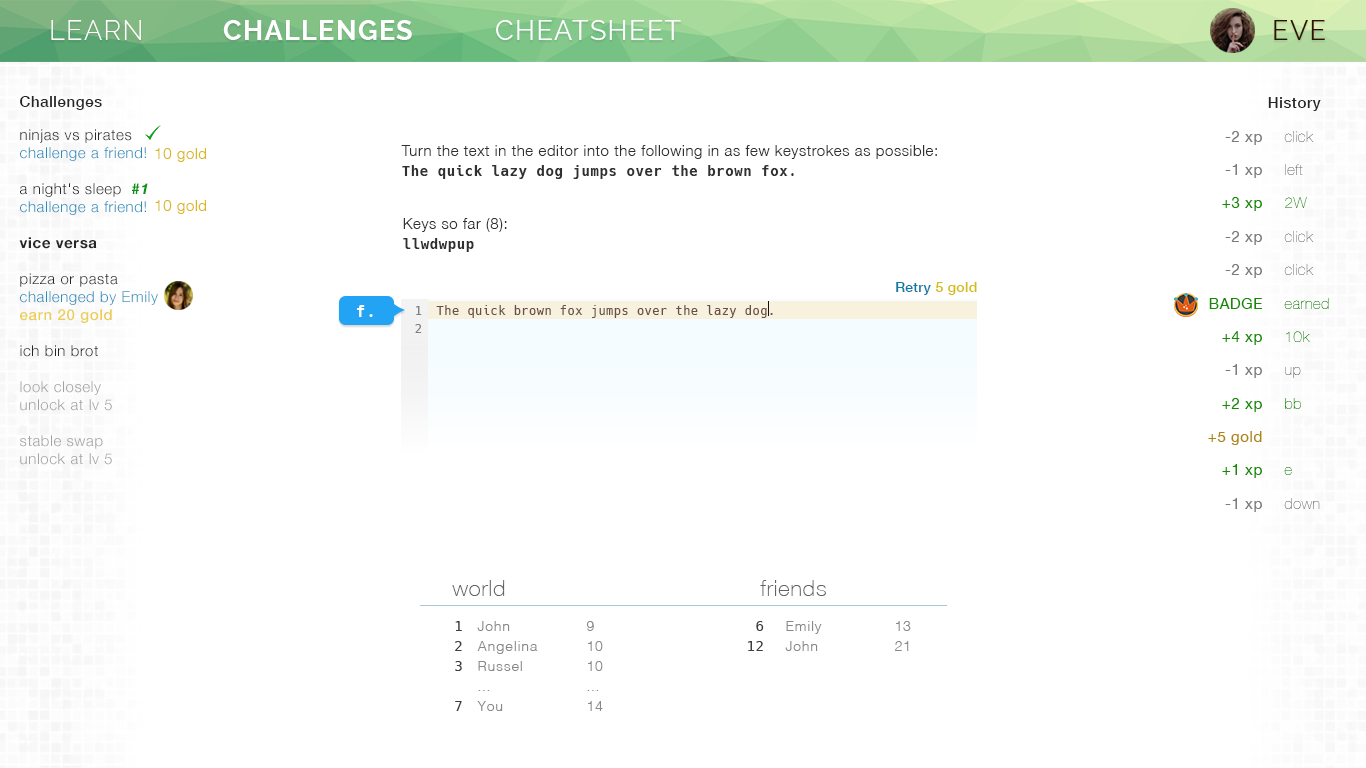 LEARN CHALLENGES CHEATSHEET EVE
Challenges
ninjas vs pirates
challenge a friend! 10 gold
a night's sleep #1
challenge a friend! 10 gold
vice versa
pizza or pasta
challenged by Emily
earn 20 gold
ich bin brot
look closely
unlock at lv 5
stable swap
unlock at lv 5
Turn the text in the editor into the following in as few keystrokes as possible:
The quick lazy dog jumps over the brown fox.
Keys so far (8):
llwdwpup
Retry 5 gold
f.
1 The quick brown fox jumps over the lazy dog.
2
world
1 John 9
2 Angelina 10
3 Russel 10
... ...
7 You 14
friends
6 Emily 13
12 John 21
History
-2 xp click
-1 xp left
+3 xp 2W
-2 xp click
-2 xp click
BADGE earned
+4 xp 10k
-1 xp up
+2 xp bb
+5 gold
+1 xp e
-1 xp down